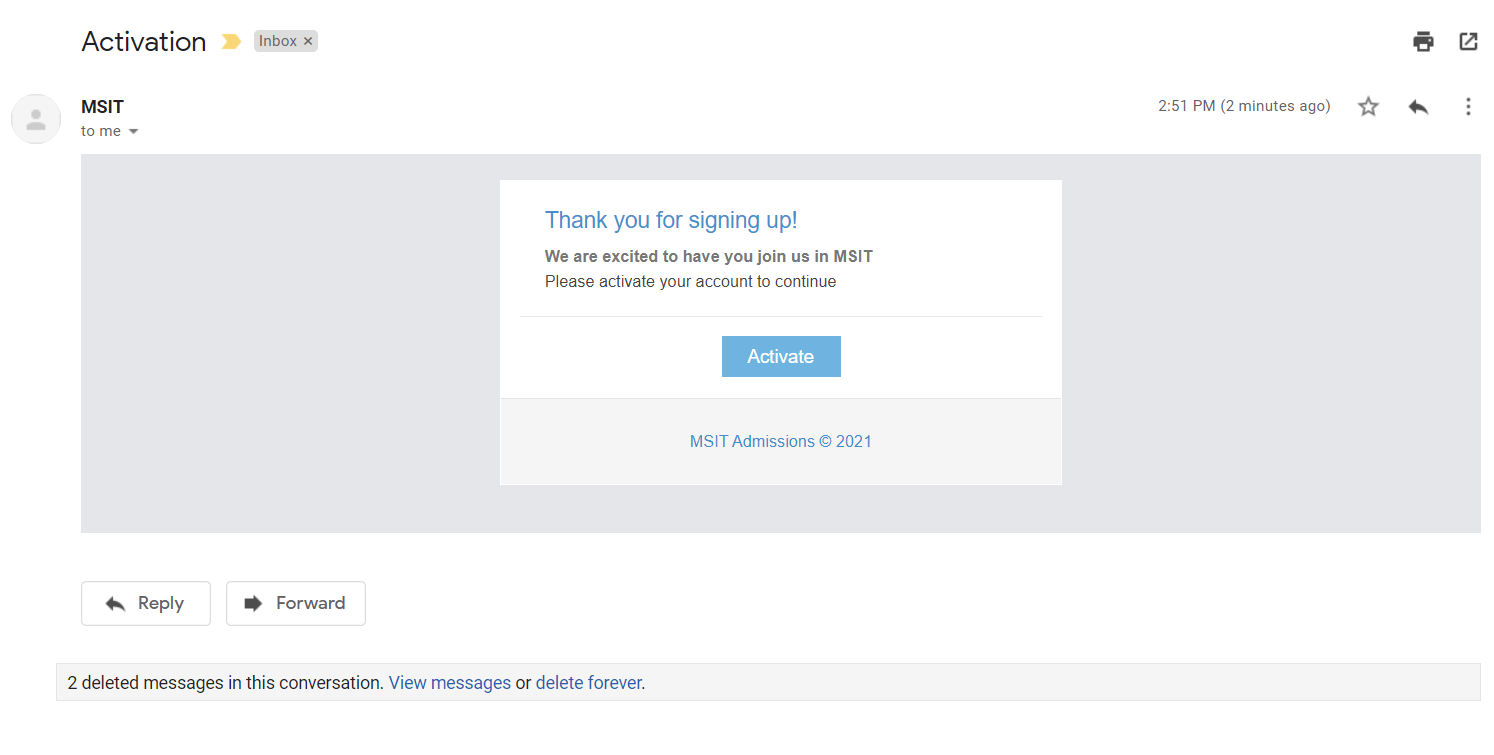 Activation Inbox ×
MSIT 2:51 PM (2 minutes ago)
to me
Thank you for signing up!
We are excited to have you join us in MSIT
Please activate your account to continue
Activate
MSIT Admissions © 2021
Reply Forward
2 deleted messages in this conversation. View messages or delete forever.